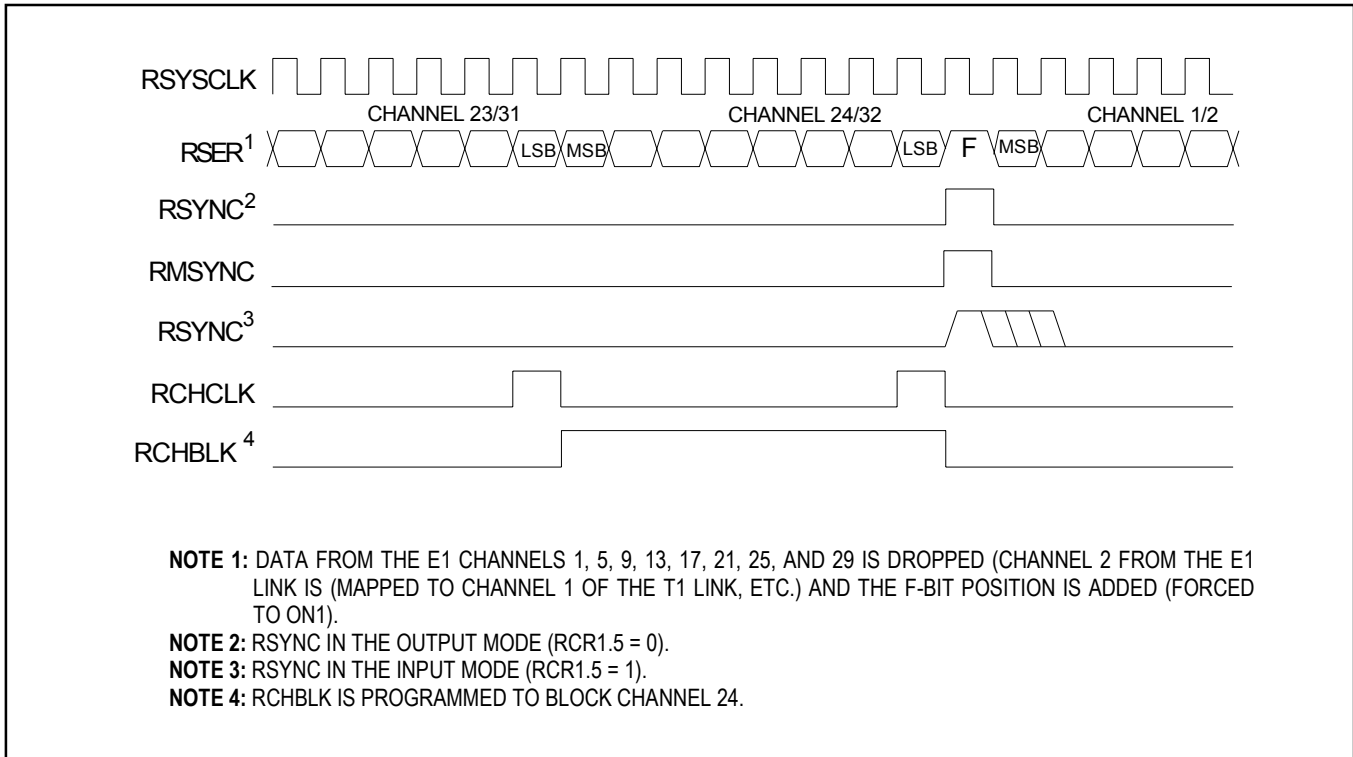 RSYSCLK
CHANNEL 23/31 CHANNEL 24/32 CHANNEL 1/2
RSER1 LSB MSB LSB F MSB
RSYNC2
RMSYNC
RSYNC3
RCHCLK
RCHBLK 4
NOTE 1: DATA FROM THE E1 CHANNELS 1, 5, 9, 13, 17, 21, 25, AND 29 IS DROPPED (CHANNEL 2 FROM THE E1
LINK IS (MAPPED TO CHANNEL 1 OF THE T1 LINK, ETC.) AND THE F-BIT POSITION IS ADDED (FORCED
TO ON1).
NOTE 2: RSYNC IN THE OUTPUT MODE (RCR1.5 = 0).
NOTE 3: RSYNC IN THE INPUT MODE (RCR1.5 = 1).
NOTE 4: RCHBLK IS PROGRAMMED TO BLOCK CHANNEL 24.